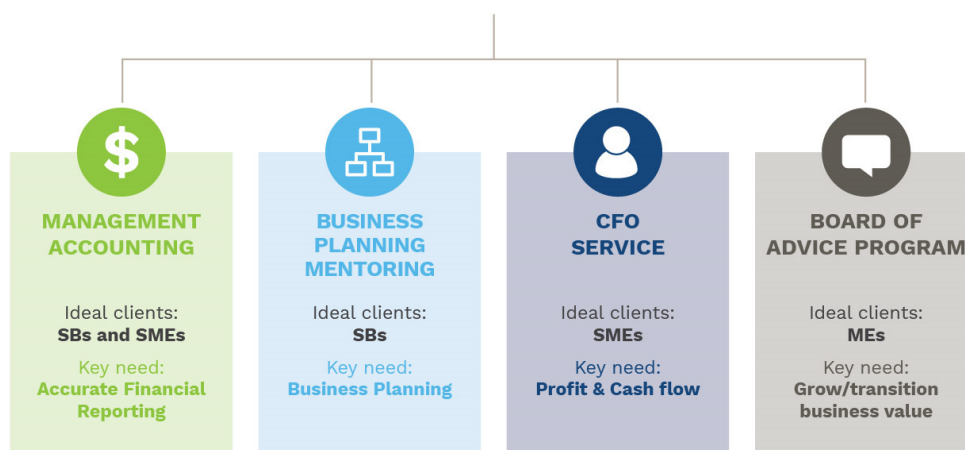 $
MANAGEMENT
ACCOUNTING
Ideal clients:
SBs and SMEs
Key need:
Accurate Financial
Reporting
BUSINESS
PLANNING
MENTORING
Ideal clients:
SBs
Key need:
Business Planning
CFO
SERVICE
Ideal clients:
SMEs
Key need:
Profit & Cash flow
BOARD OF
ADVICE PROGRAM
Ideal clients:
MEs
Key need:
Grow/transition
business value